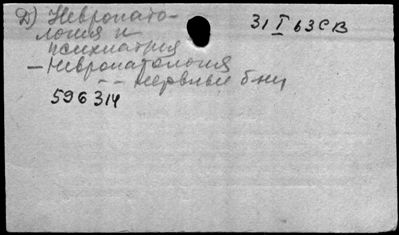 Д) Невропато-
логия и
психиатрия
31 I 63 СВ
— Невропатология
— — Нервные б-ни
596314